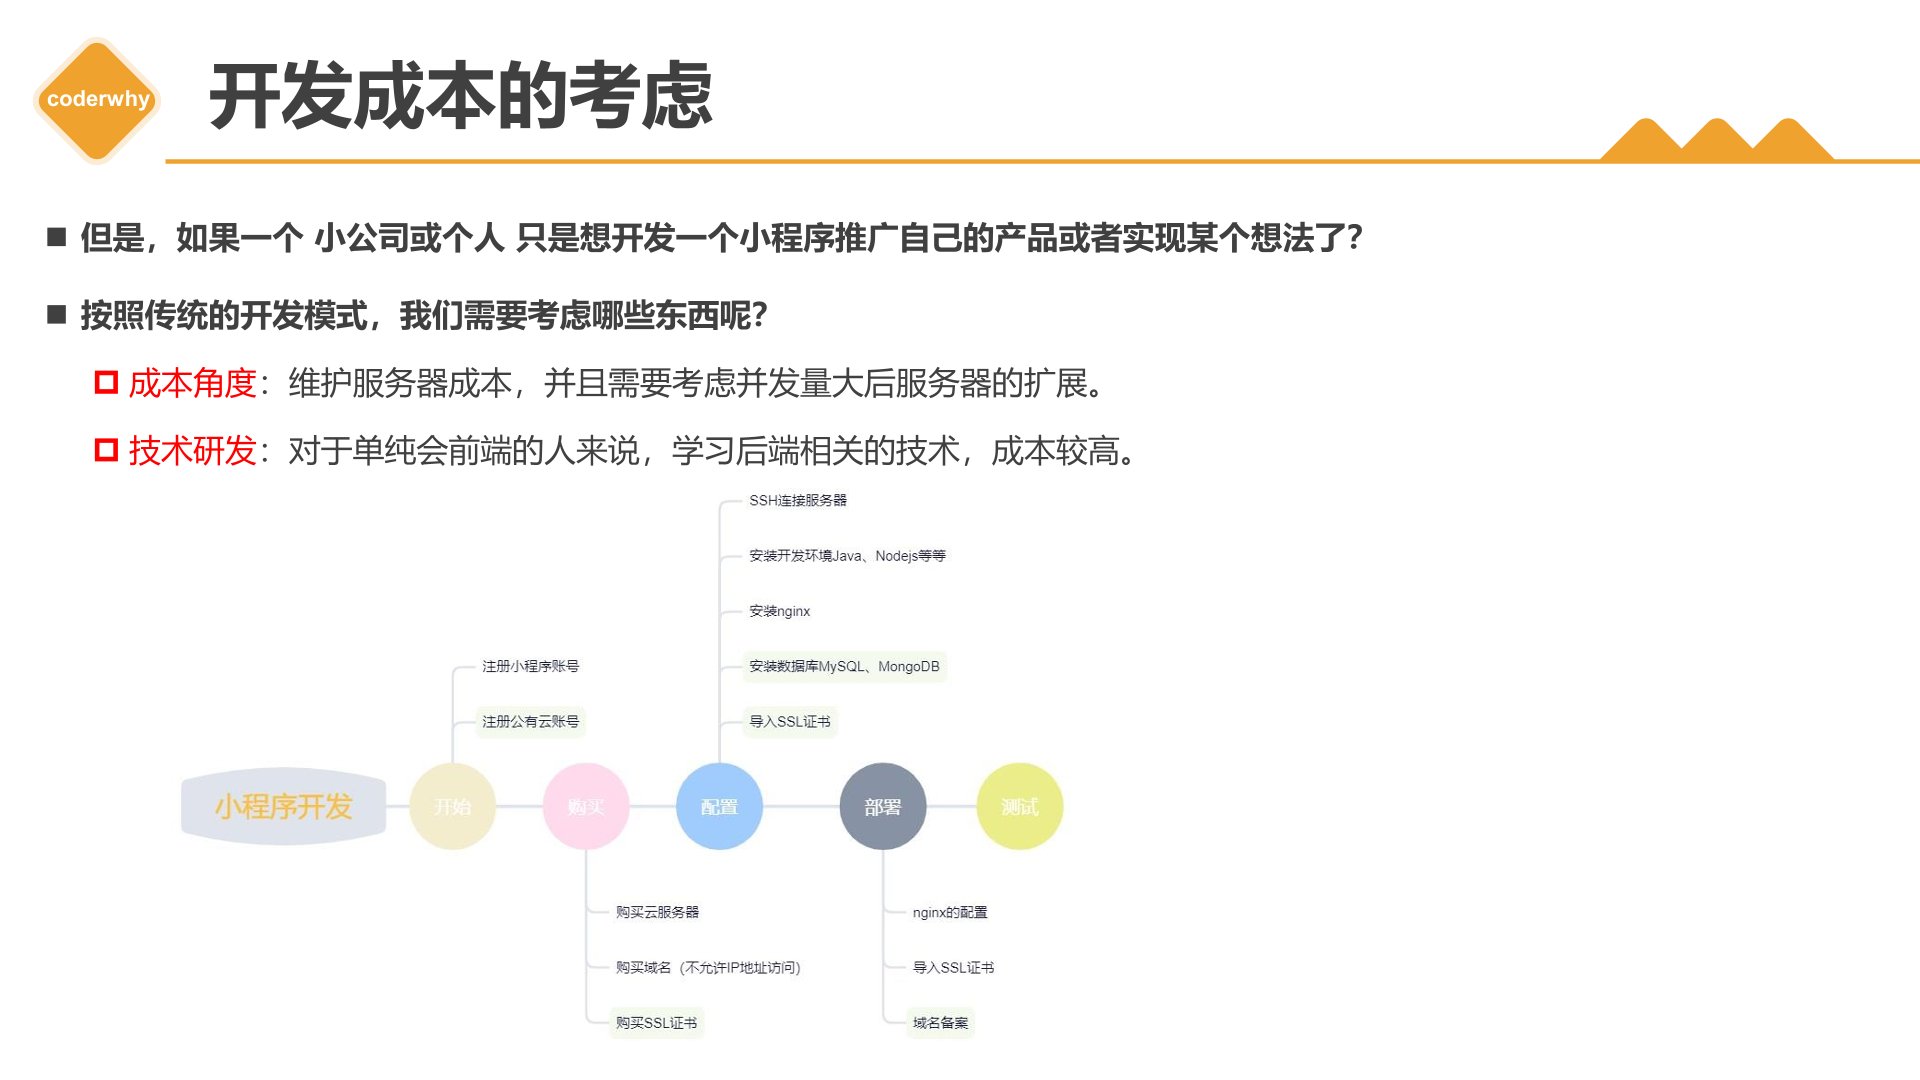 coderwhy
开发成本的考虑
但是，如果一个 小公司或个人 只是想开发一个小程序推广自己的产品或者实现某个想法了？
按照传统的开发模式，我们需要考虑哪些东西呢？
成本角度：维护服务器成本，并且需要考虑并发量大后服务器的扩展。
技术研发：对于单纯会前端的人来说，学习后端相关的技术，成本较高。
SSH连接服务器
安装开发环境Java、Nodejs等等
安装nginx
注册小程序账号
安装数据库MySQL、MongoDB
注册公有云账号
导入SSL证书
小程序开发
开始
购买
配置
部署
测试
购买云服务器
nginx的配置
购买域名（不允许IP地址访问）
导入SSL证书
购买SSL证书
域名备案